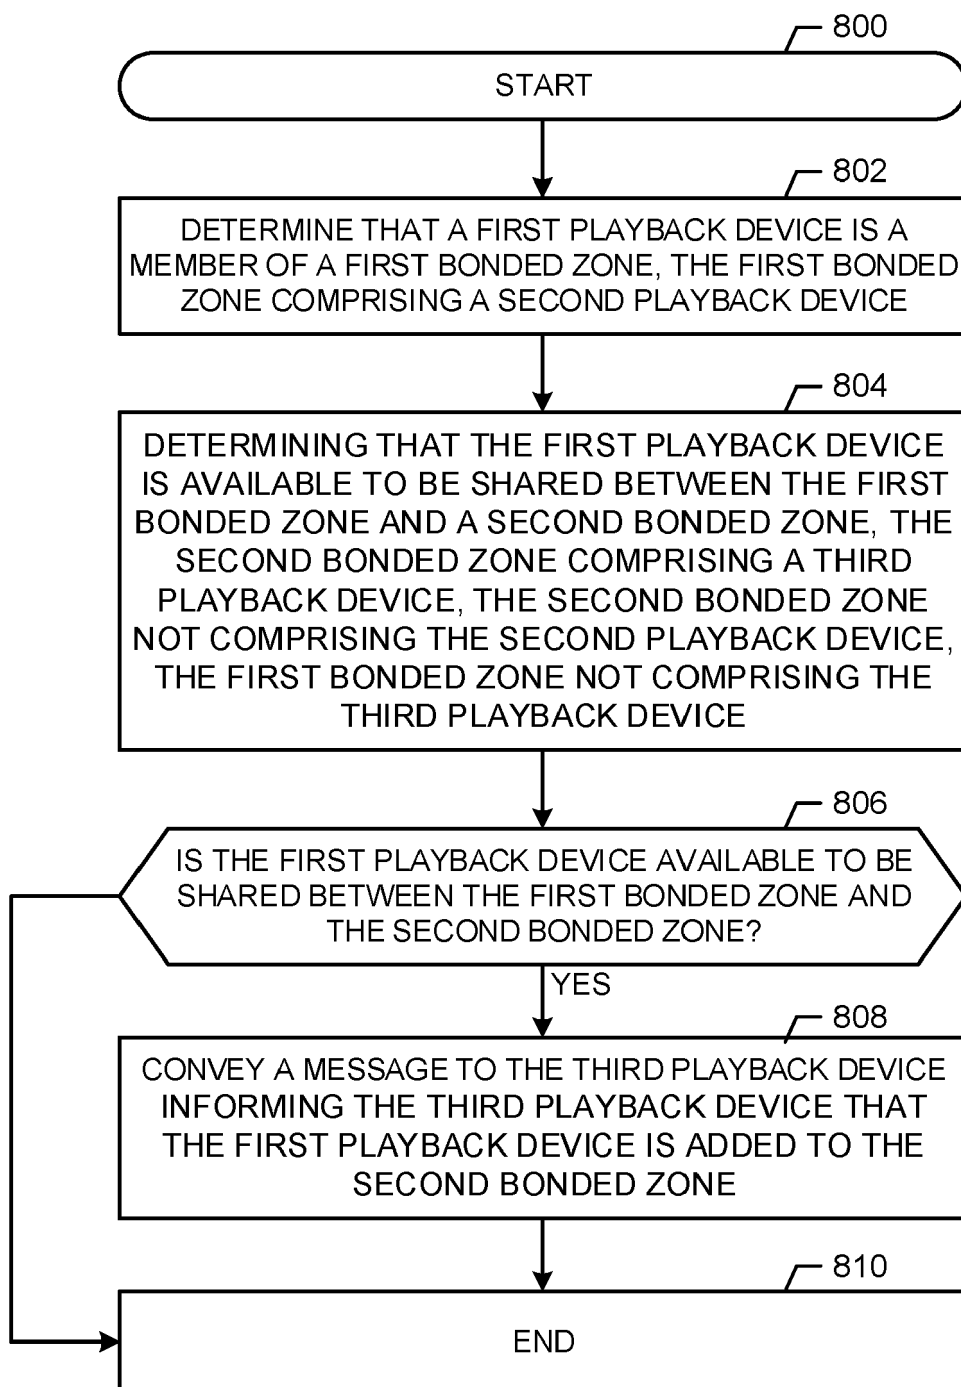 800
START
802
DETERMINE THAT A FIRST PLAYBACK DEVICE IS A
MEMBER OF A FIRST BONDED ZONE, THE FIRST BONDED
ZONE COMPRISING A SECOND PLAYBACK DEVICE
804
DETERMINING THAT THE FIRST PLAYBACK DEVICE
IS AVAILABLE TO BE SHARED BETWEEN THE FIRST
BONDED ZONE AND A SECOND BONDED ZONE, THE
SECOND BONDED ZONE COMPRISING A THIRD
PLAYBACK DEVICE, THE SECOND BONDED ZONE
NOT COMPRISING THE SECOND PLAYBACK DEVICE,
THE FIRST BONDED ZONE NOT COMPRISING THE
THIRD PLAYBACK DEVICE
806
IS THE FIRST PLAYBACK DEVICE AVAILABLE TO BE
SHARED BETWEEN THE FIRST BONDED ZONE AND
THE SECOND BONDED ZONE?
YES
808
CONVEY A MESSAGE TO THE THIRD PLAYBACK DEVICE
INFORMING THE THIRD PLAYBACK DEVICE THAT
THE FIRST PLAYBACK DEVICE IS ADDED TO THE
SECOND BONDED ZONE
810
END